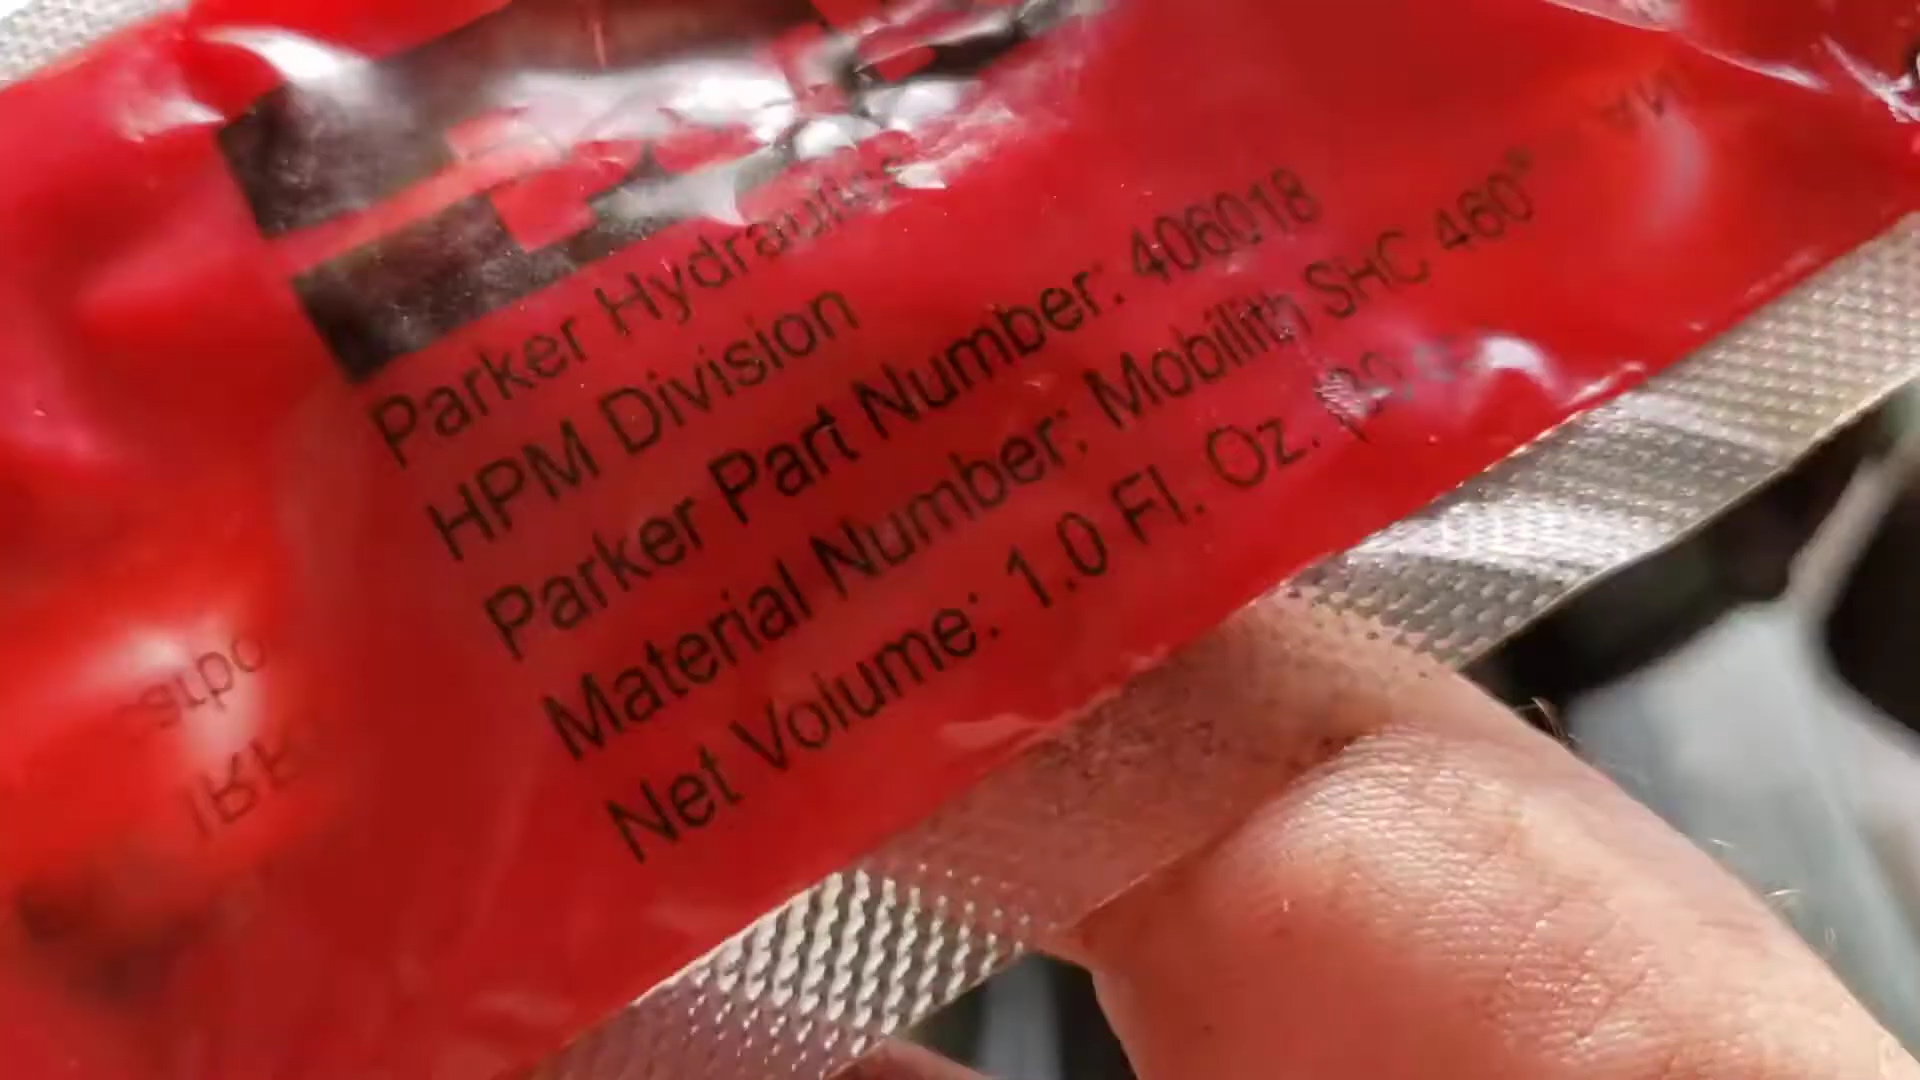 Parker Hydraulics
HPM Division
Parker Part Number: 406018
Material Number: Mobilith SHC 460"
Net Volume: 1.0 Fl. Oz.